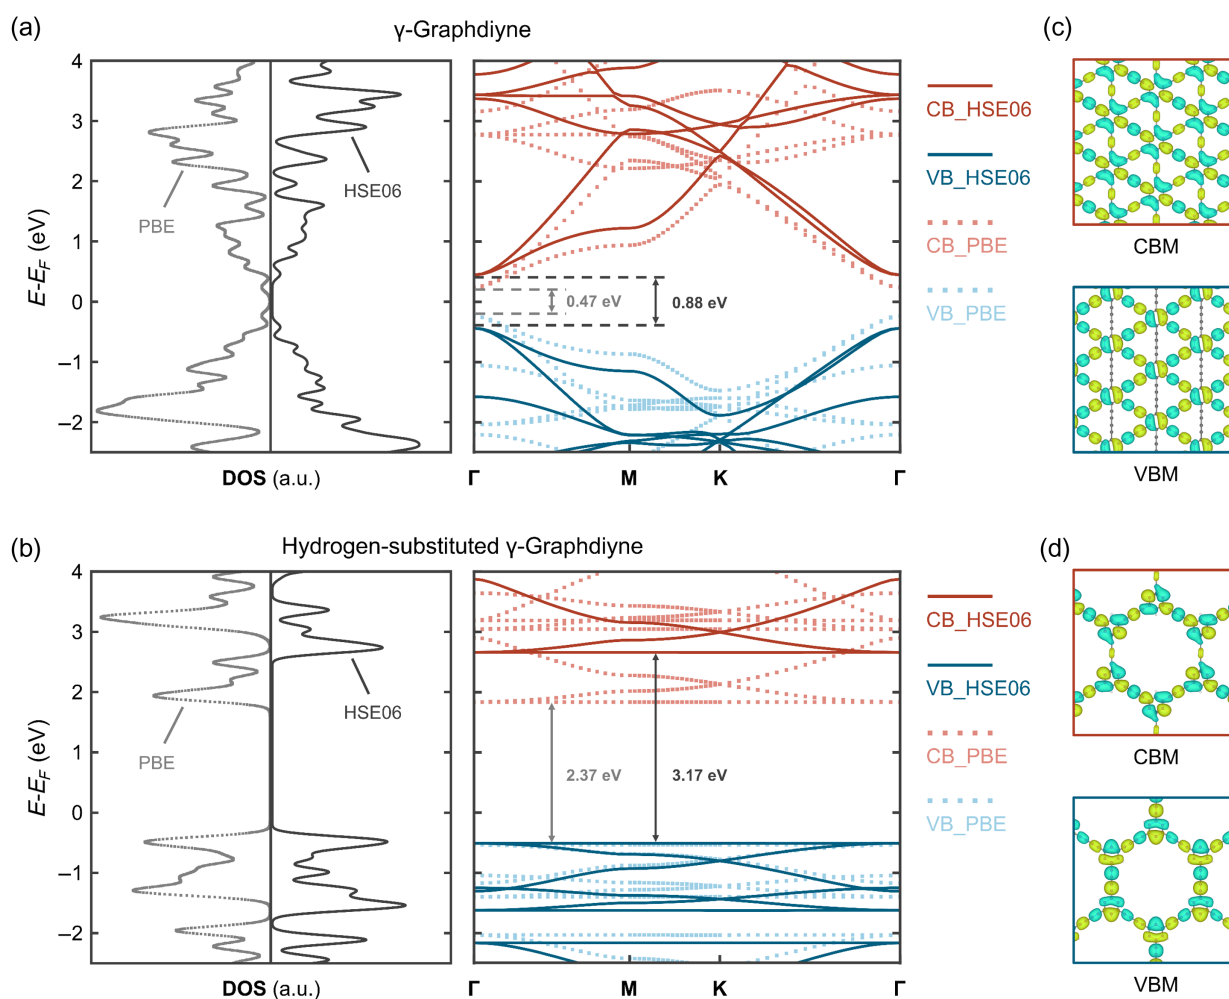 (a)
γ-Graphdiyne
(c)
4
3
2
1
0
−1
−2
E-E_F (eV)
PBE
HSE06
0.47 eV
0.88 eV
DOS (a.u.)
Γ
M
K
Γ
CB_HSE06
VB_HSE06
CB_PBE
VB_PBE
CBM
VBM
(b)
Hydrogen-substituted γ-Graphdiyne
(d)
4
3
2
1
0
−1
−2
E-E_F (eV)
PBE
HSE06
2.37 eV
3.17 eV
DOS (a.u.)
Γ
M
K
Γ
CB_HSE06
VB_HSE06
CB_PBE
VB_PBE
CBM
VBM